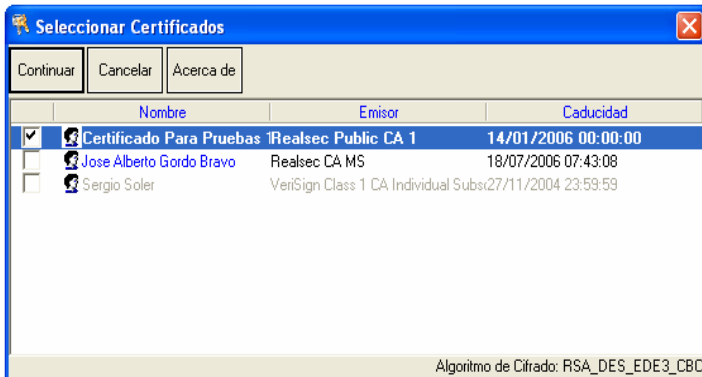 Seleccionar Certificados
Continuar Cancelar Acerca de
Nombre Emisor Caducidad
Certificado Para Pruebas 1 Realsec Public CA 1 14/01/2006 00:00:00
Jose Alberto Gordo Bravo Realsec CA MS 18/07/2006 07:43:08
Sergio Soler VeriSign Class 1 CA Individual Subs 27/11/2004 23:59:59
Algoritmo de Cifrado: RSA_DES_EDE3_CBC